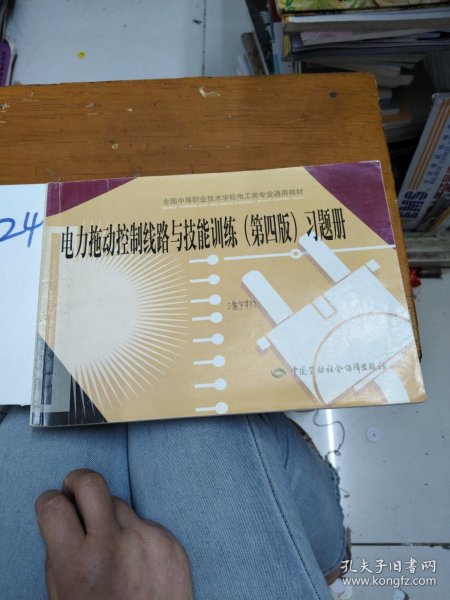 全国中等职业技术学校电工类专业通用教材
电力拖动控制线路与技能训练（第四版）习题册
24
中国劳动社会保障出版社
孔夫子旧书网
www.kongfz.com